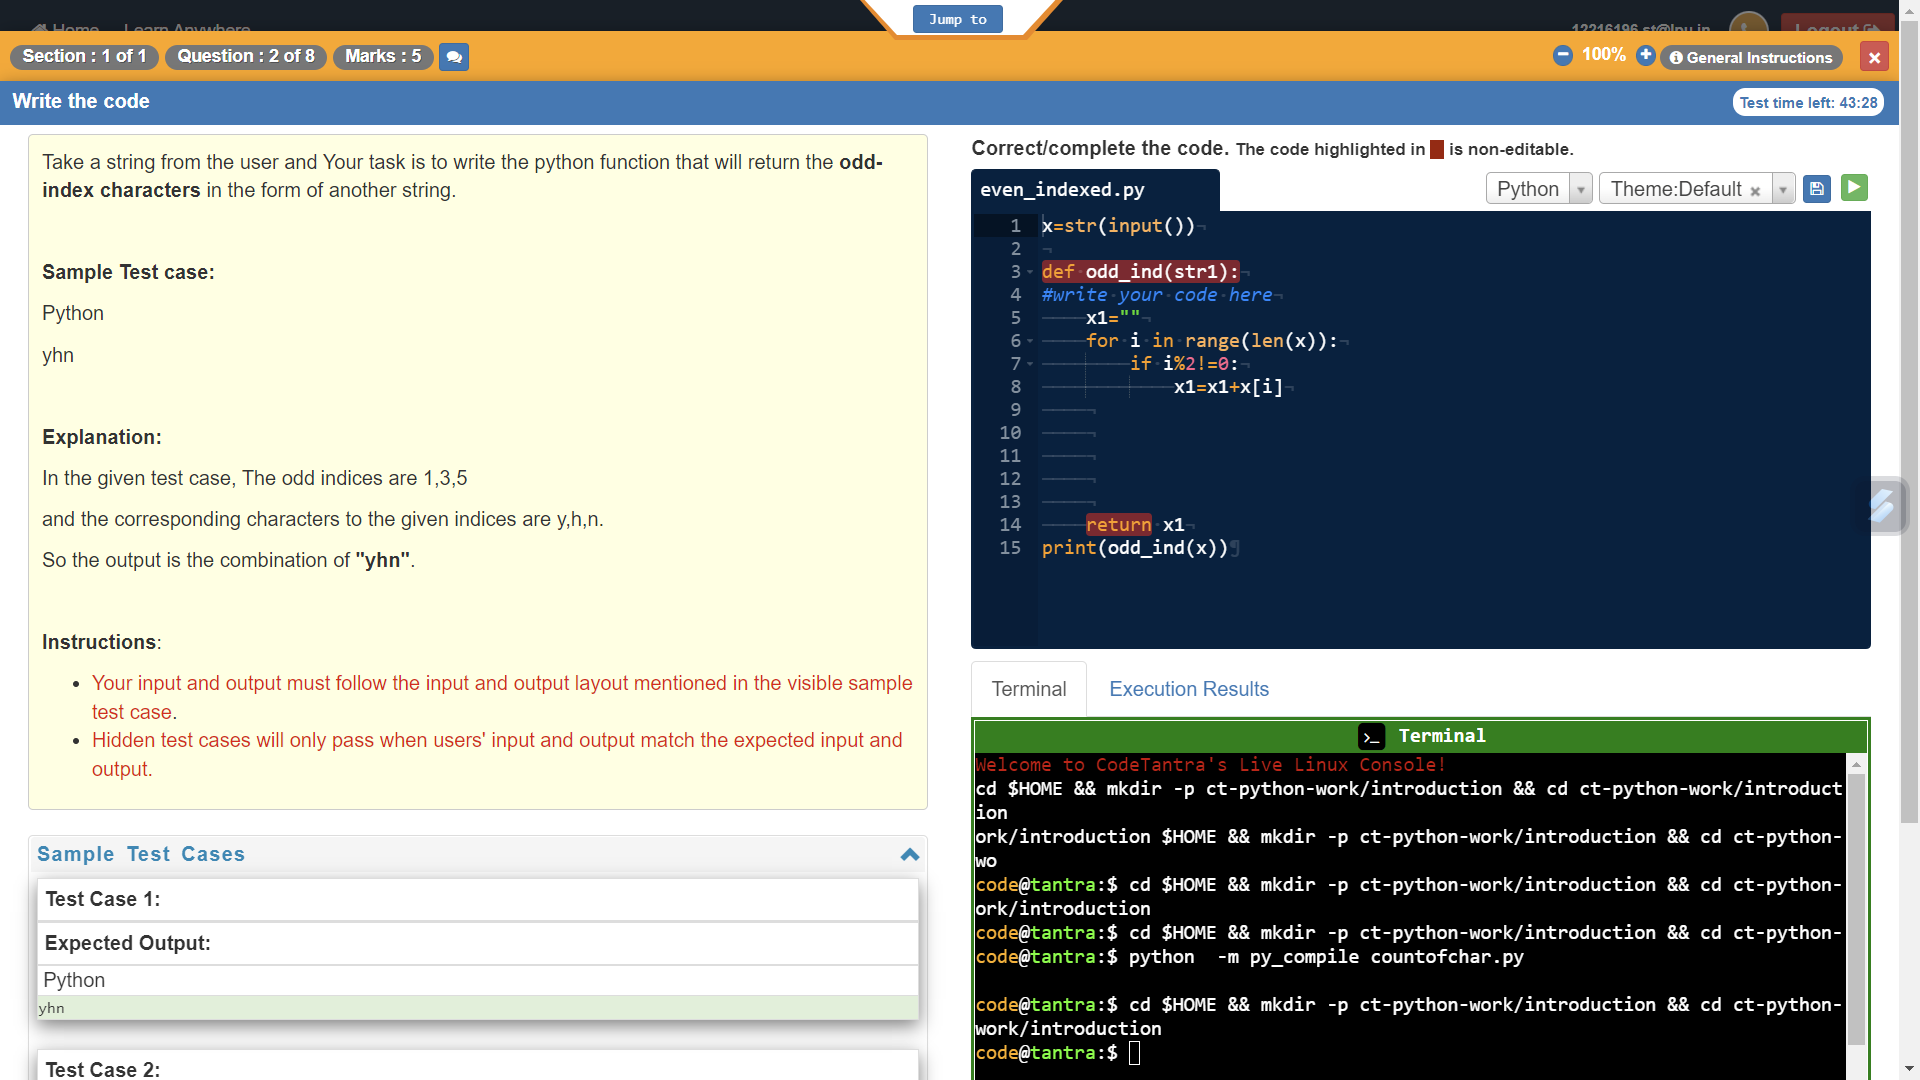 Jump to
Home Learn Anywhere
12216196.st@lpu.in Logout
Section : 1 of 1 Question : 2 of 8 Marks : 5
100% General Instructions
Write the code
Test time left: 43:28
Take a string from the user and Your task is to write the python function that will return the odd-
index characters in the form of another string.
Sample Test case:
Python
yhn
Explanation:
In the given test case, The odd indices are 1,3,5
and the corresponding characters to the given indices are y,h,n.
So the output is the combination of "yhn".
Instructions:
Your input and output must follow the input and output layout mentioned in the visible sample
test case.
Hidden test cases will only pass when users' input and output match the expected input and
output.
Sample Test Cases
Test Case 1:
Expected Output:
Python
yhn
Test Case 2:
Correct/complete the code. The code highlighted in is non-editable.
even_indexed.py
Python Theme:Default ×
1 x=str(input())
2
3 def odd_ind(str1):
4 #write your code here
5 x1=""
6 for i in range(len(x)):
7 if i%2!=0:
8 x1=x1+x[i]
9
10
11
12
13
14 return x1
15 print(odd_ind(x))
Terminal Execution Results
Terminal
Welcome to CodeTantra's Live Linux Console!
cd $HOME && mkdir -p ct-python-work/introduction && cd ct-python-work/introduct
ion
ork/introduction $HOME && mkdir -p ct-python-work/introduction && cd ct-python-
wo
code@tantra:$ cd $HOME && mkdir -p ct-python-work/introduction && cd ct-python-
ork/introduction
code@tantra:$ cd $HOME && mkdir -p ct-python-work/introduction && cd ct-python-
code@tantra:$ python -m py_compile countofchar.py
code@tantra:$ cd $HOME && mkdir -p ct-python-work/introduction && cd ct-python-
work/introduction
code@tantra:$